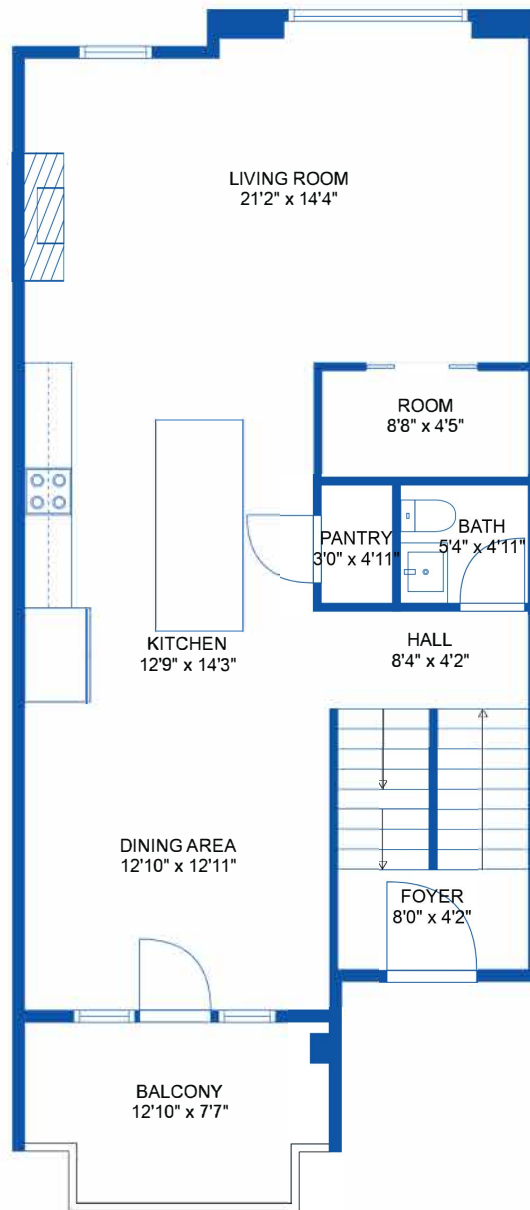 LIVING ROOM
21'2" x 14'4"
ROOM
8'8" x 4'5"
PANTRY
3'0" x 4'11"
BATH
5'4" x 4'11"
KITCHEN
12'9" x 14'3"
HALL
8'4" x 4'2"
DINING AREA
12'10" x 12'11"
FOYER
8'0" x 4'2"
BALCONY
12'10" x 7'7"